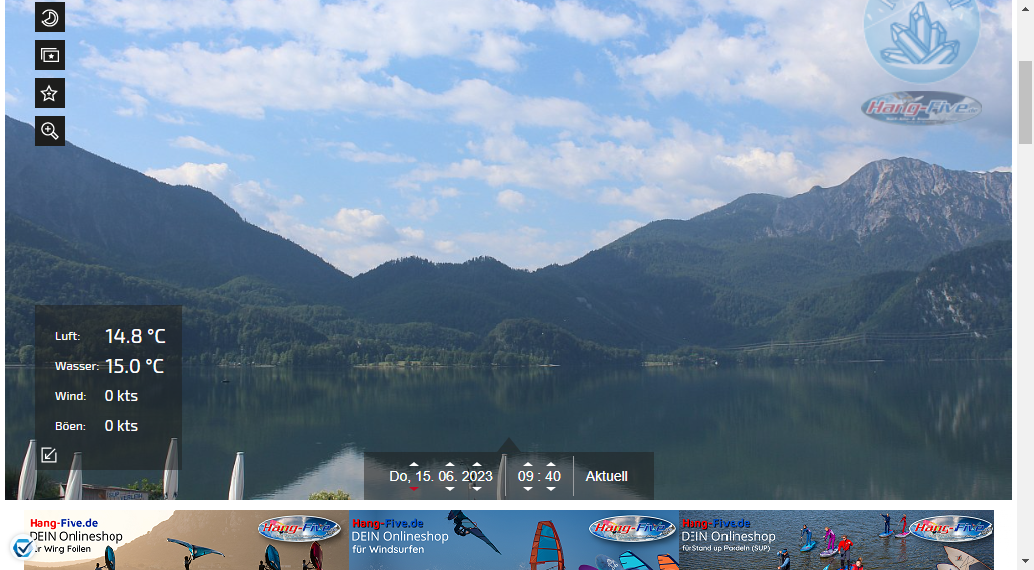 Hang-Five
Luft: 14.8 °C
Wasser: 15.0 °C
Wind: 0 kts
Böen: 0 kts
Do, 15. 06. 2023 09 : 40 Aktuell
Hang-Five.de
DEIN Onlineshop
für Wing Foilen
Hang-Five
Hang-Five.de
DEIN Onlineshop
für Windsurfen
Hang-Five
Hang-Five.de
DEIN Onlineshop
für Stand up Paddeln (SUP)
Hang-Five